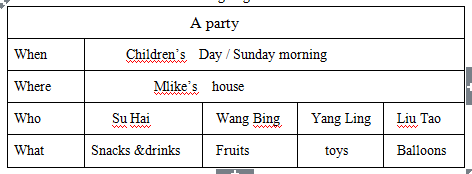 A party
When Children's Day / Sunday morning
Where Mlike's house
Who Su Hai Wang Bing Yang Ling Liu Tao
What Snacks &drinks Fruits toys Balloons